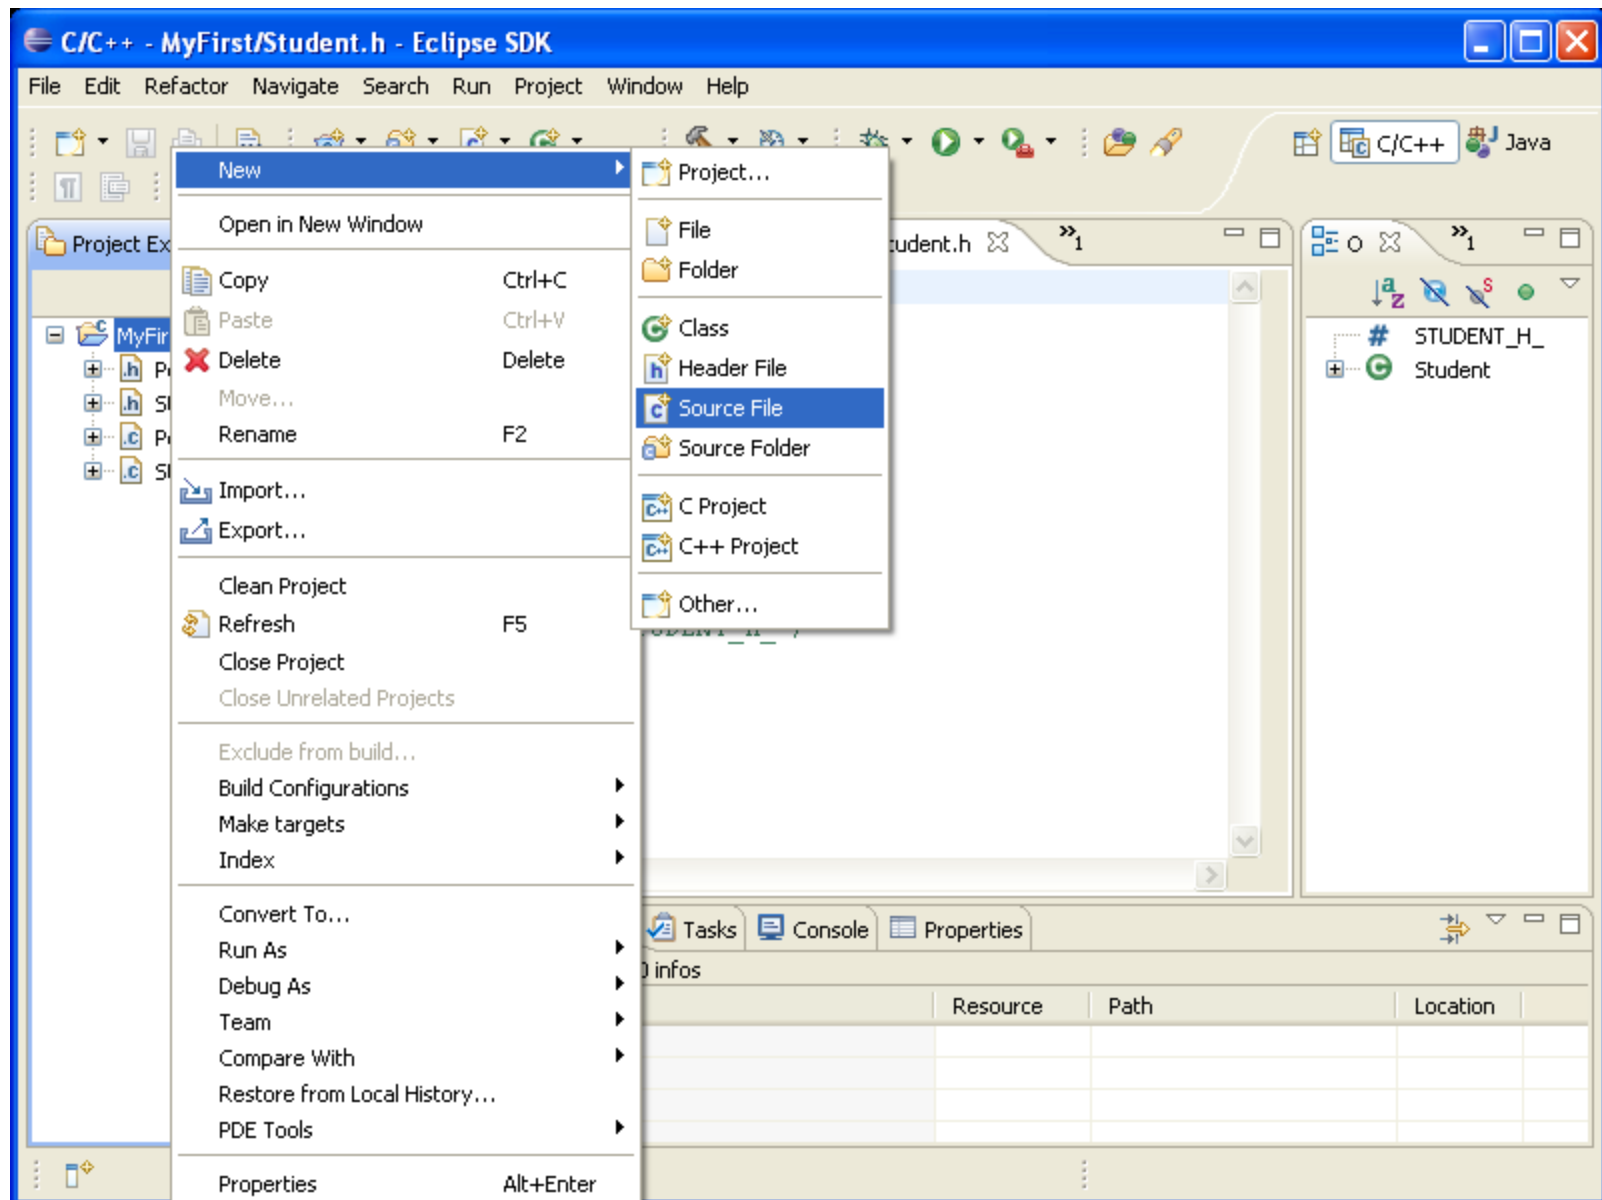 C/C++ - MyFirst/Student.h - Eclipse SDK
File Edit Refactor Navigate Search Run Project Window Help
C/C++ Java
New
Open in New Window
Copy Ctrl+C
Paste Ctrl+V
Delete Delete
Move...
Rename F2
Import...
Export...
Clean Project
Refresh F5
Close Project
Close Unrelated Projects
Exclude from build...
Build Configurations
Make targets
Index
Convert To...
Run As
Debug As
Team
Compare With
Restore from Local History...
PDE Tools
Properties Alt+Enter
Project...
File
Folder
Class
Header File
Source File
Source Folder
C Project
C++ Project
Other...
Project Ex
MyFir
.h
.h
.c
.c
udent.h
1
O
1
STUDENT_H_
Student
Tasks Console Properties
0 infos
Resource Path Location